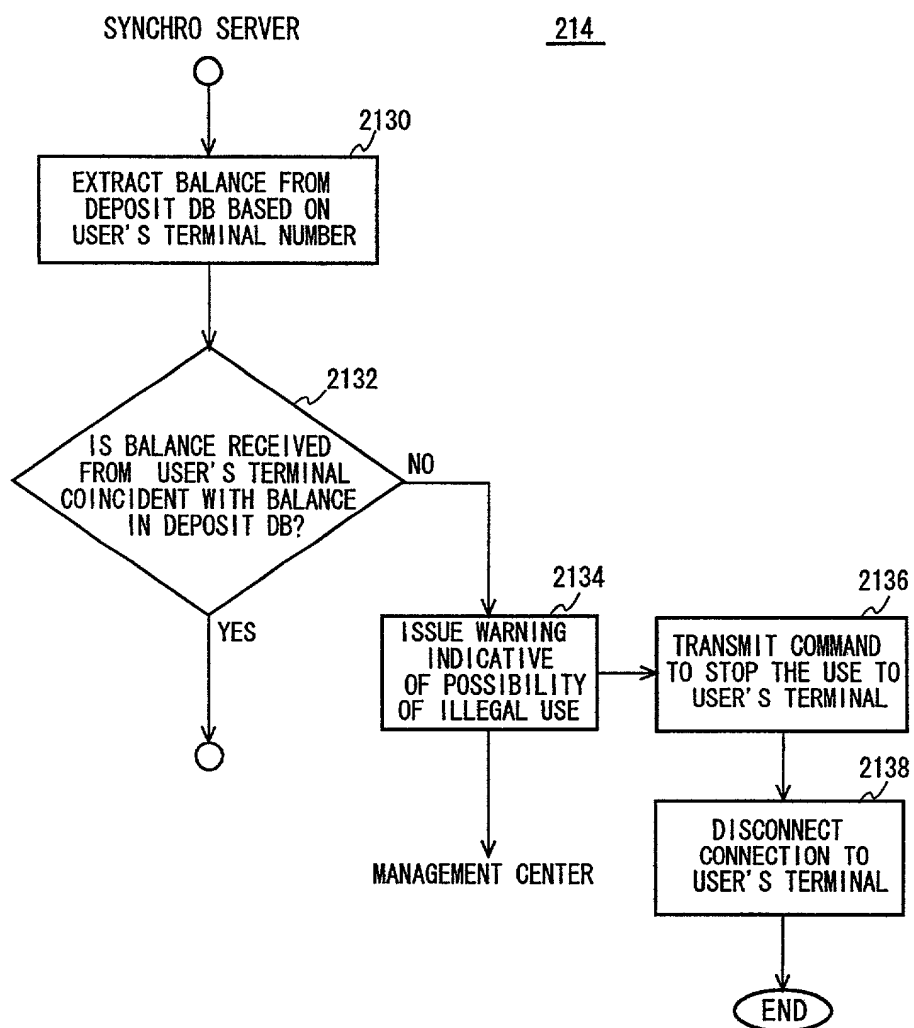 SYNCHRO SERVER
214
2130
EXTRACT BALANCE FROM
DEPOSIT DB BASED ON
USER'S TERMINAL NUMBER
2132
IS BALANCE RECEIVED
FROM USER'S TERMINAL
COINCIDENT WITH BALANCE
IN DEPOSIT DB?
NO
YES
2134
ISSUE WARNING
INDICATIVE
OF POSSIBILITY
OF ILLEGAL USE
MANAGEMENT CENTER
2136
TRANSMIT COMMAND
TO STOP THE USE TO
USER'S TERMINAL
2138
DISCONNECT
CONNECTION TO
USER'S TERMINAL
END